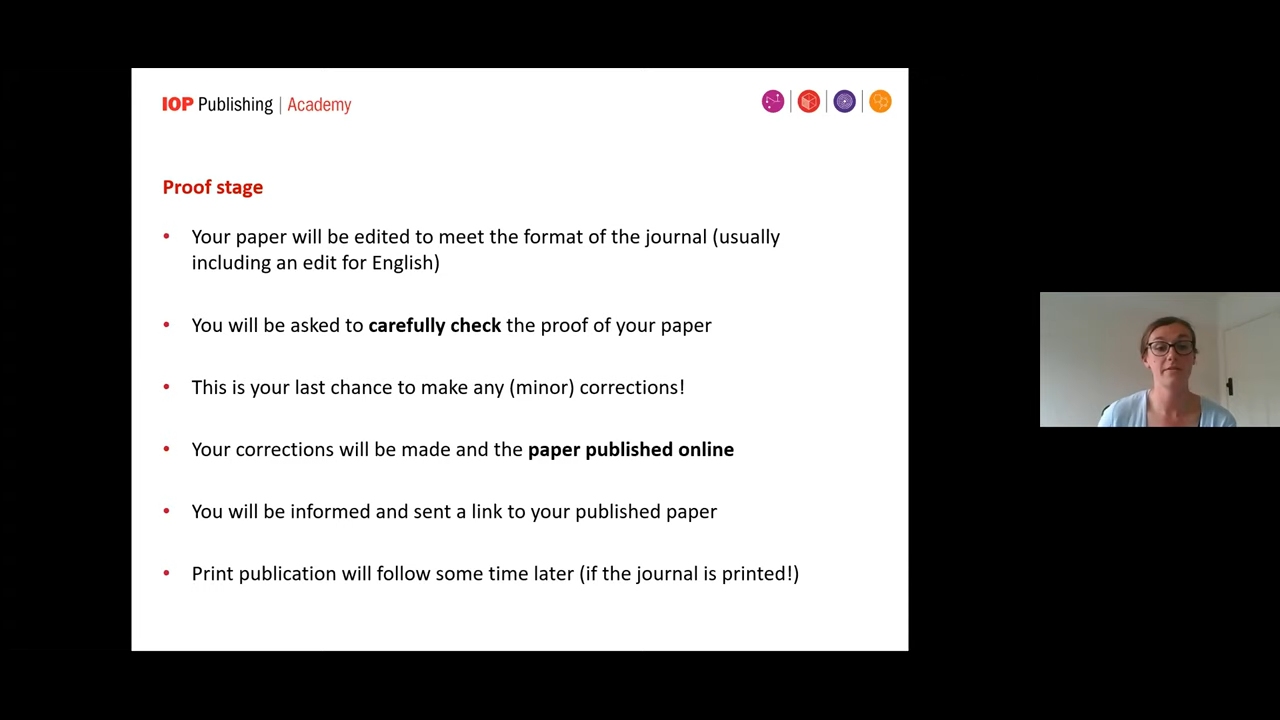 IOP Publishing | Academy
Proof stage
• Your paper will be edited to meet the format of the journal (usually
including an edit for English)
• You will be asked to carefully check the proof of your paper
• This is your last chance to make any (minor) corrections!
• Your corrections will be made and the paper published online
• You will be informed and sent a link to your published paper
• Print publication will follow some time later (if the journal is printed!)